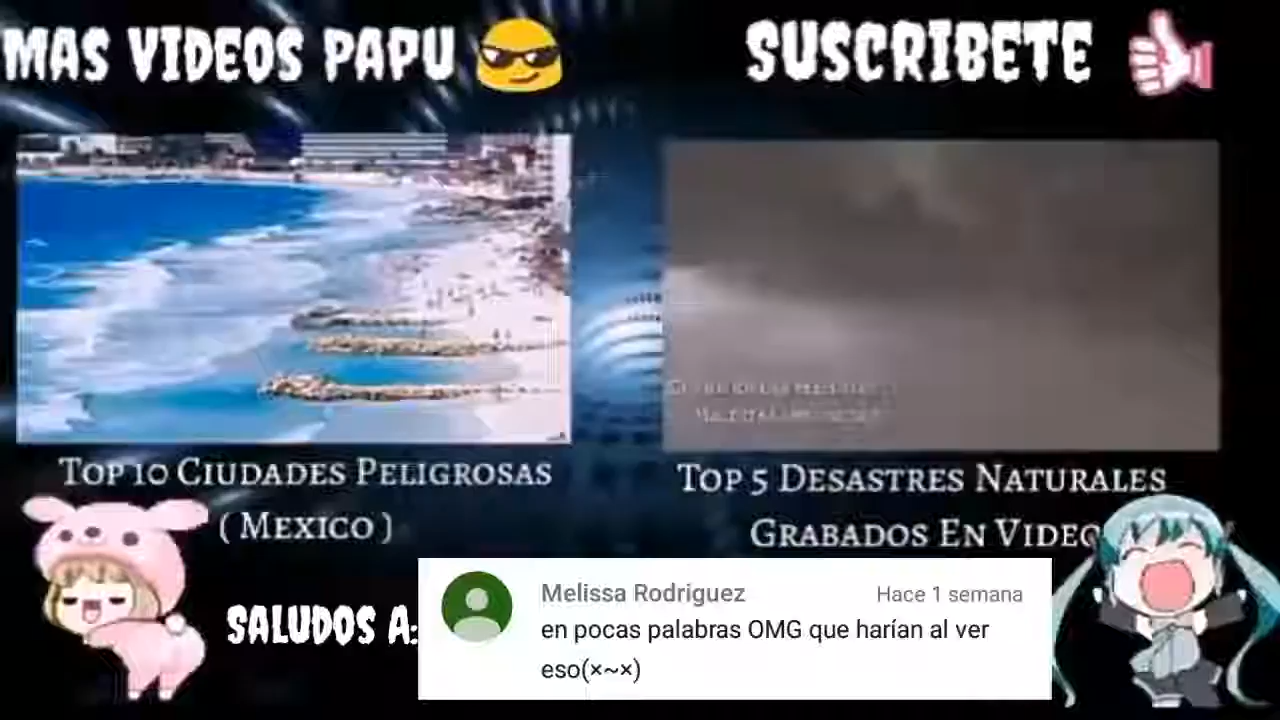 MAS VIDEOS PAPU
SUSCRIBETE
TOP 10 CIUDADES PELIGROSAS
( MEXICO )
TOP 5 DESASTRES NATURALES
GRABADOS EN VIDEO
SALUDOS A:
Melissa Rodríguez
Hace 1 semana
en pocas palabras OMG que harían al ver
eso(×~×)